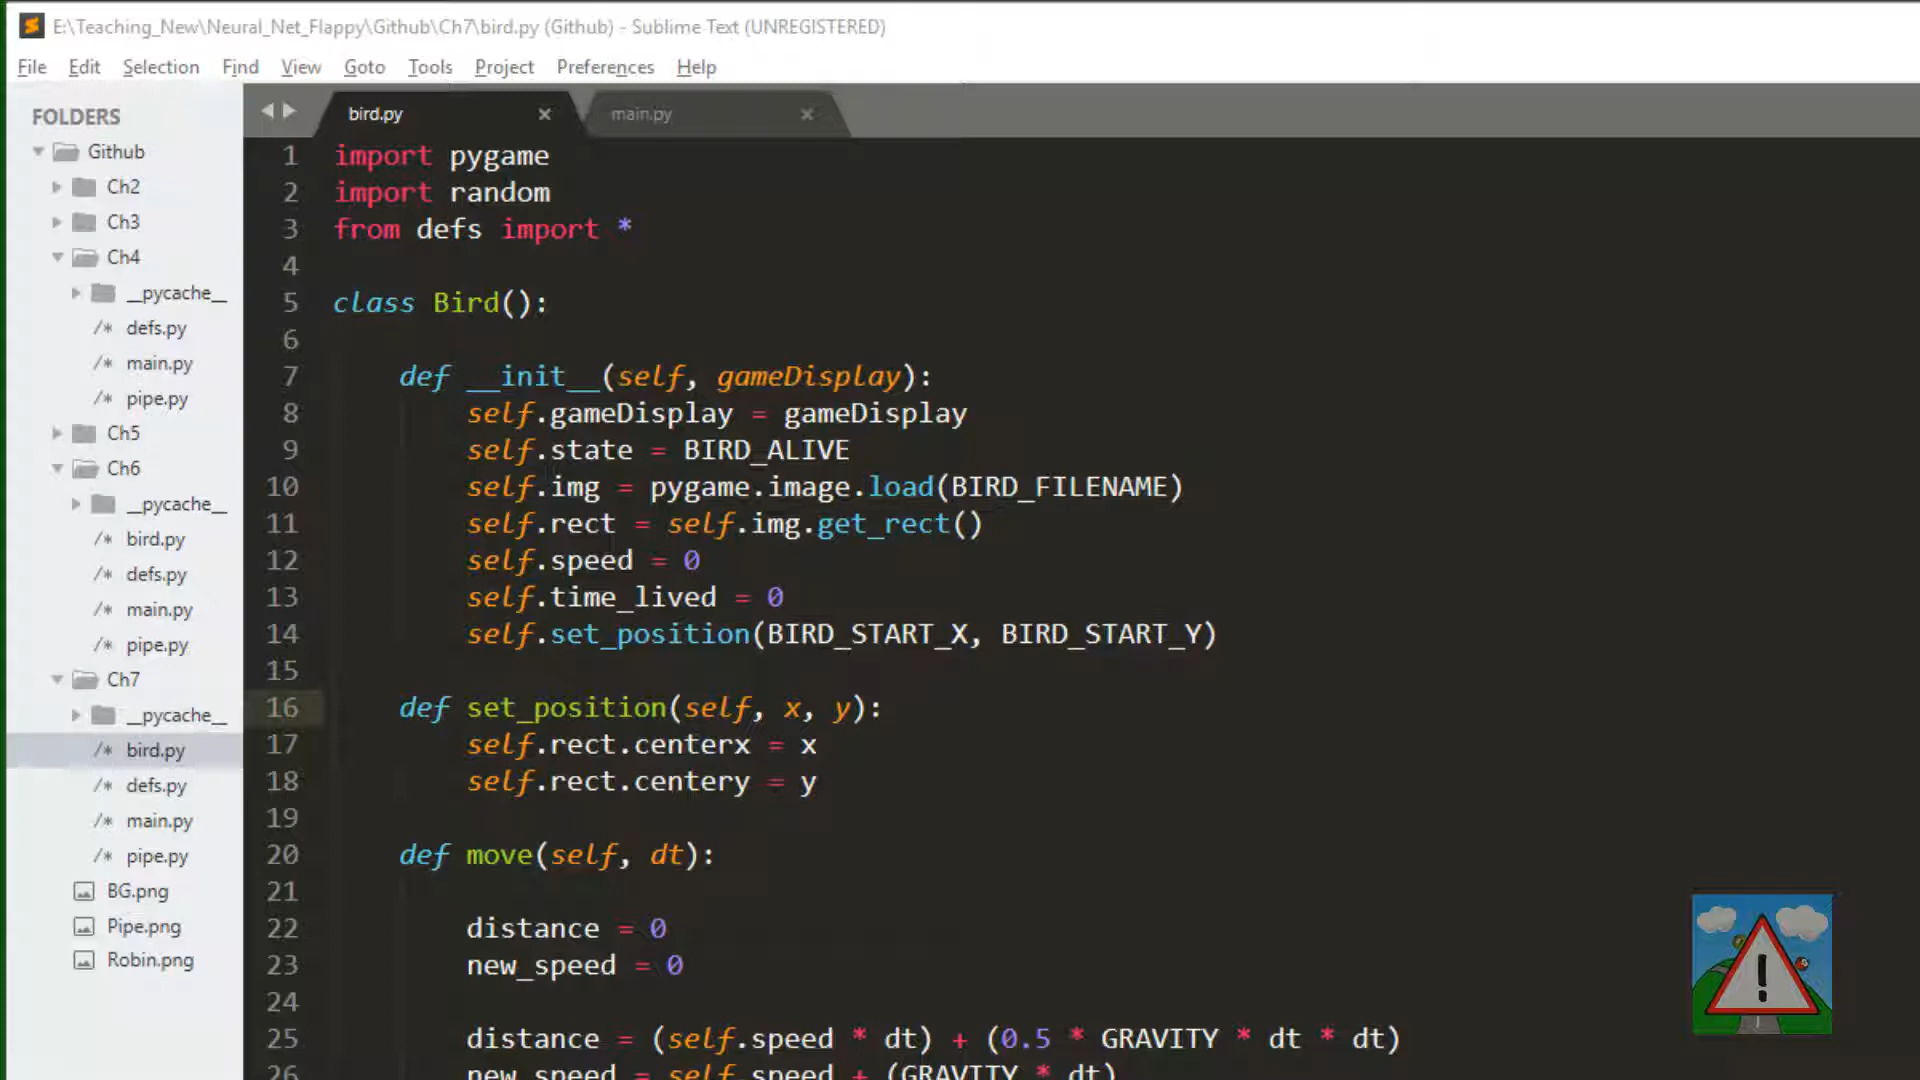 E:\Teaching_New\Neural_Net_Flappy\Github\Ch7\bird.py (Github) - Sublime Text (UNREGISTERED)
File Edit Selection Find View Goto Tools Project Preferences Help
FOLDERS
Github
Ch2
Ch3
Ch4
__pycache__
/* defs.py
/* main.py
/* pipe.py
Ch5
Ch6
__pycache__
/* bird.py
/* defs.py
/* main.py
/* pipe.py
Ch7
__pycache__
/* bird.py
/* defs.py
/* main.py
/* pipe.py
BG.png
Pipe.png
Robin.png
bird.py × main.py ×
1 import pygame
2 import random
3 from defs import *
4
5 class Bird():
6
7 def __init__(self, gameDisplay):
8 self.gameDisplay = gameDisplay
9 self.state = BIRD_ALIVE
10 self.img = pygame.image.load(BIRD_FILENAME)
11 self.rect = self.img.get_rect()
12 self.speed = 0
13 self.time_lived = 0
14 self.set_position(BIRD_START_X, BIRD_START_Y)
15
16 def set_position(self, x, y):
17 self.rect.centerx = x
18 self.rect.centery = y
19
20 def move(self, dt):
21
22 distance = 0
23 new_speed = 0
24
25 distance = (self.speed * dt) + (0.5 * GRAVITY * dt * dt)
26 new_speed = self.speed + (GRAVITY * dt)
!